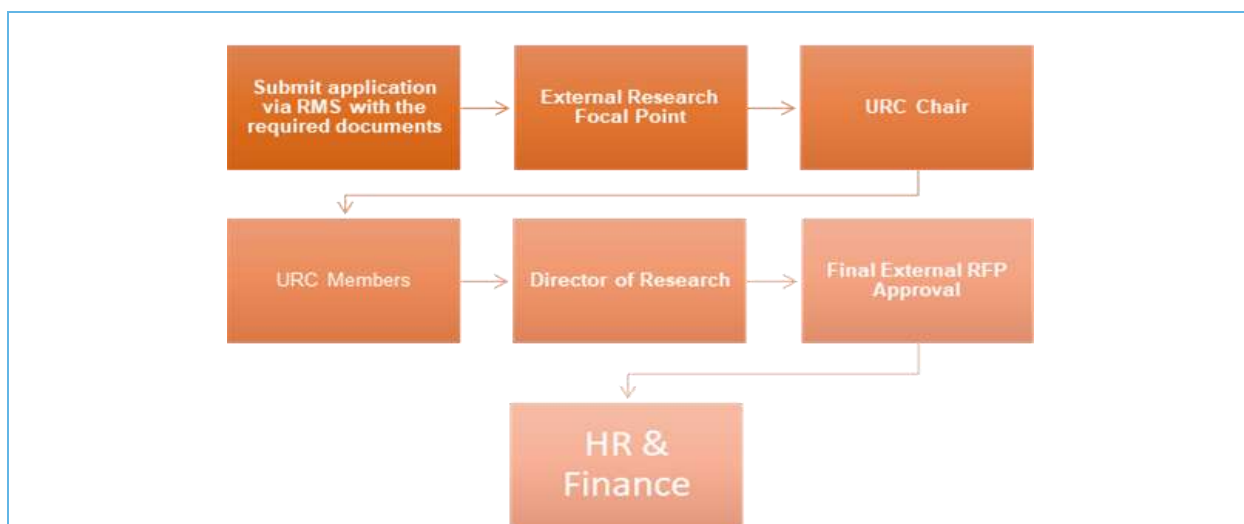 Submit application
via RMS with the
required documents
External Research
Focal Point
URC Chair
URC Members
Director of Research
Final External RFP
Approval
HR &
Finance